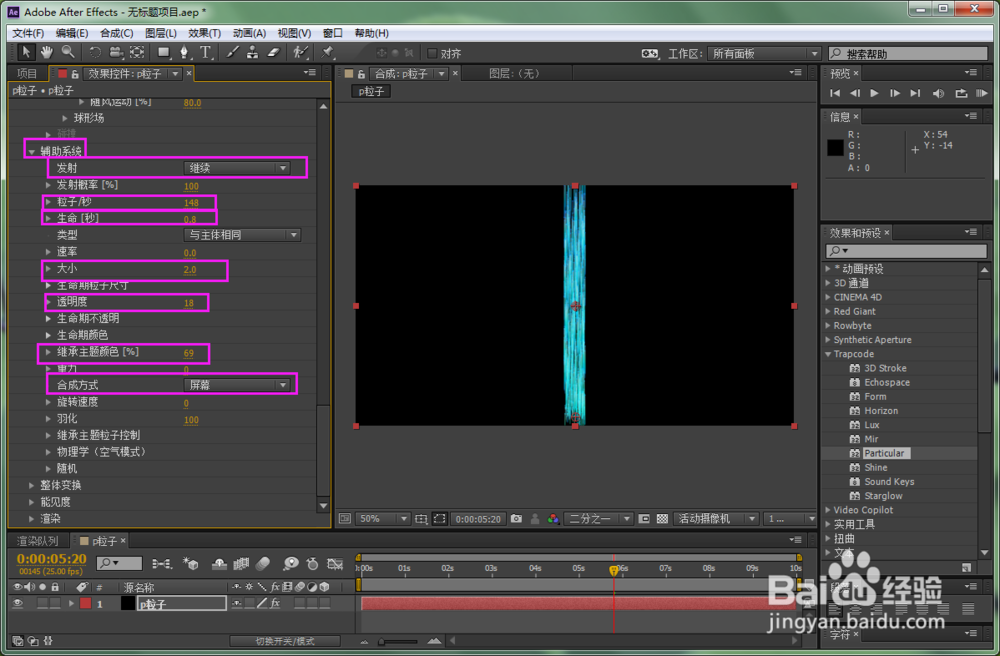 Adobe After Effects - 无标题项目.aep *
文件(F) 编辑(E) 合成(C) 图层(L) 效果(T) 动画(A) 视图(V) 窗口 帮助(H)
对齐 工作区: 所有面板 搜索帮助
项目 效果控件: p粒子
p粒子 • p粒子
随风运动 [%] 80.0
球形场
碰撞
辅助系统
发射 继续
发射概率 [%] 100
粒子/秒 148
生命 [秒] 0.8
类型 与主体相同
速率 0.0
大小 2.0
生命期粒子尺寸
透明度 18
生命期不透明
生命期颜色
继承主题颜色 [%] 69
重力 0
合成方式 屏幕
旋转速度 0
羽化 100
继承主题粒子控制
物理学（空气模式）
随机
整体变换
能见度
渲染
合成: p粒子 图层:（无）
p粒子
50% 0:00:05:20 二分之一 活动摄像机 1 ...
预览
信息
R:
G:
B:
A: 0
X: 54
Y: -14
效果和预设
* 动画预设
3D 通道
CINEMA 4D
Red Giant
Rowbyte
Synthetic Aperture
Trapcode
3D Stroke
Echospace
Form
Horizon
Lux
Mir
Particular
Shine
Sound Keys
Starglow
Video Copilot
实用工具
扭曲
文本
字符
渲染队列 p粒子
0:00:05:20
00145 (25.00 fps)
源名称
1 p粒子
切换开关/模式
:00s 01s 02s 03s 04s 05s 06s 07s 08s 09s 10s
Baidu 经验
jingyan.baidu.com